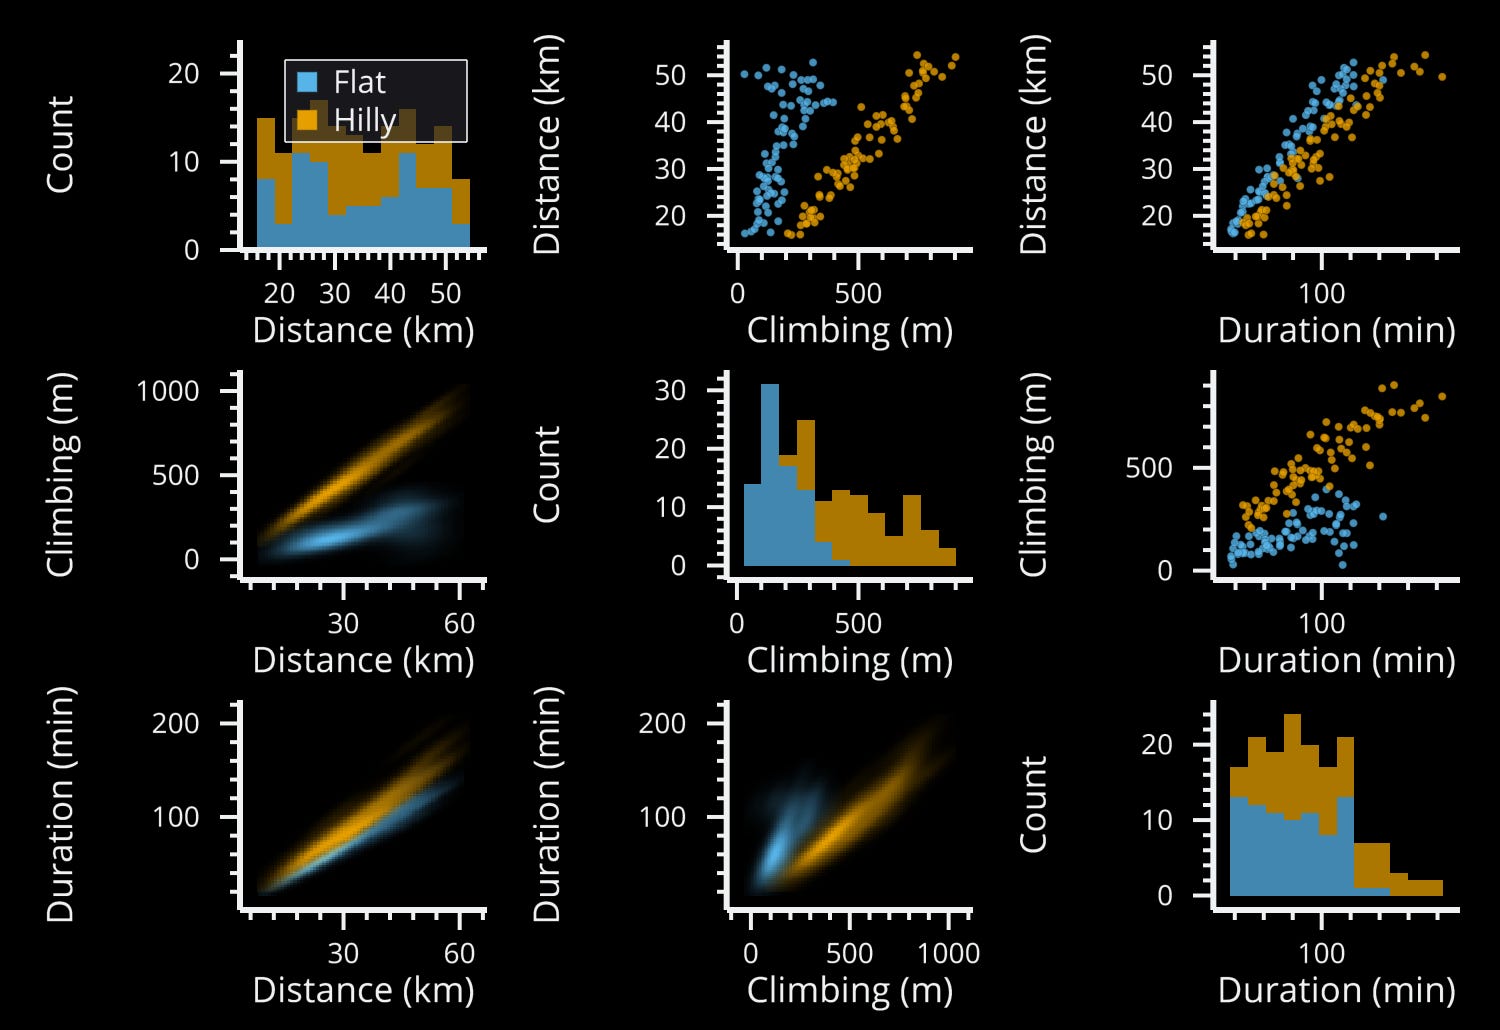 Count
20
10
0
Flat
Hilly
20 30 40 50
Distance (km)
Distance (km)
50
40
30
20
0 500
Climbing (m)
Distance (km)
50
40
30
20
100
Duration (min)
Climbing (m)
1000
500
0
30 60
Distance (km)
Count
30
20
10
0
0 500
Climbing (m)
Climbing (m)
500
0
100
Duration (min)
Duration (min)
200
100
30 60
Distance (km)
Duration (min)
200
100
0 500 1000
Climbing (m)
Count
20
10
0
100
Duration (min)